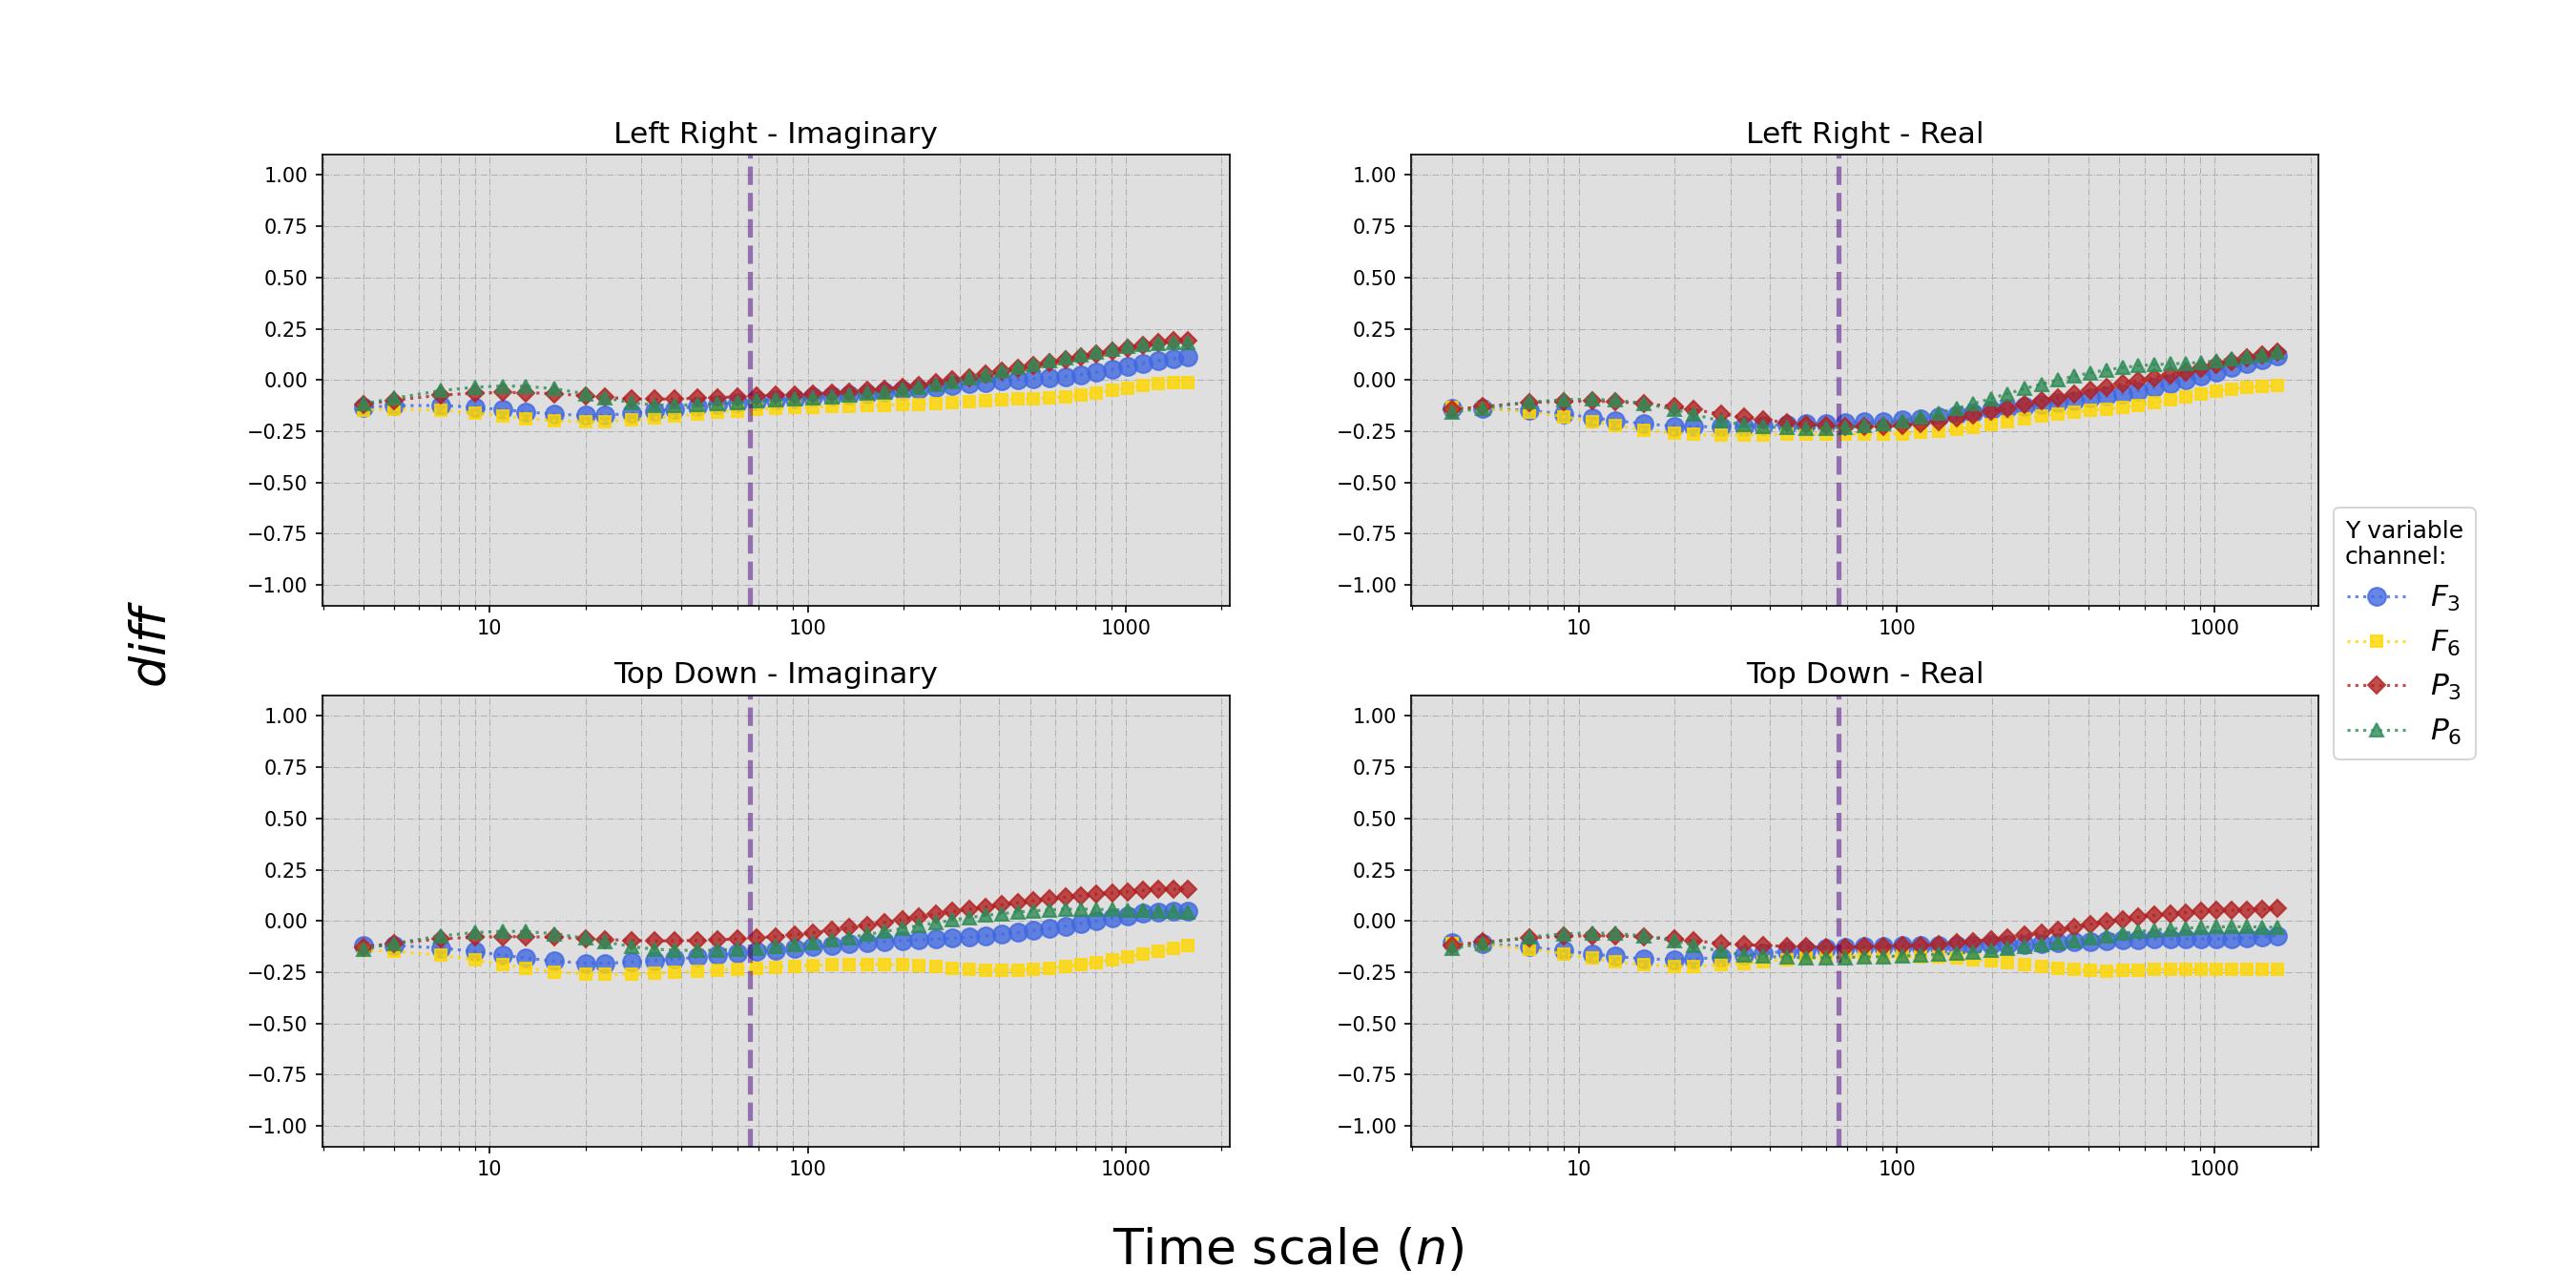 Left Right - Imaginary
1.00
0.75
0.50
0.25
0.00
−0.25
−0.50
−0.75
−1.00
10 100 1000
Left Right - Real
1.00
0.75
0.50
0.25
0.00
−0.25
−0.50
−0.75
−1.00
10 100 1000
Y variable
channel:
F3
F6
P3
P6
diff
Top Down - Imaginary
1.00
0.75
0.50
0.25
0.00
−0.25
−0.50
−0.75
−1.00
10 100 1000
Top Down - Real
1.00
0.75
0.50
0.25
0.00
−0.25
−0.50
−0.75
−1.00
10 100 1000
Time scale (n)